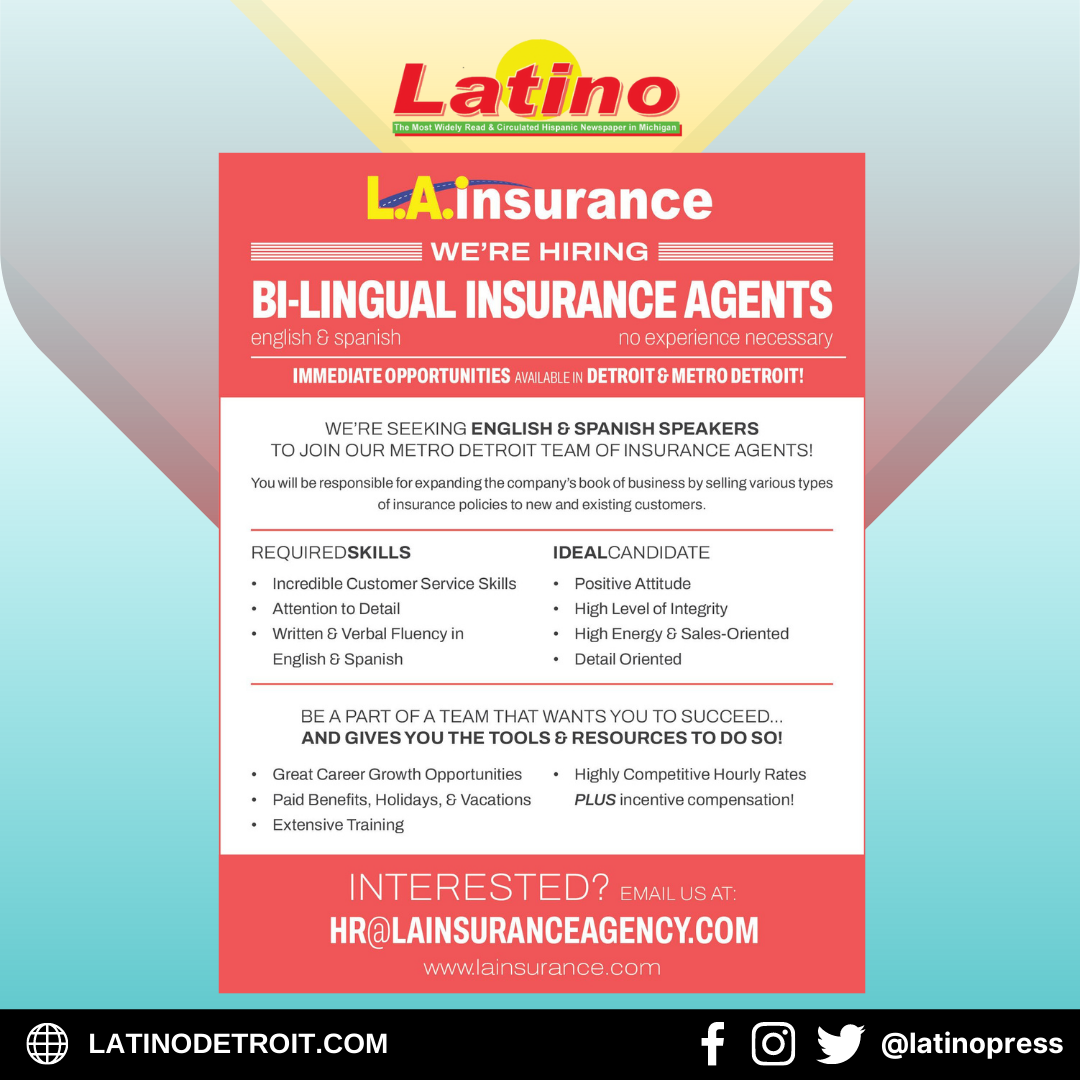 Latino
The Most Widely Read & Circulated Hispanic Newspaper in Michigan
L.A.insurance
WE'RE HIRING
BI-LINGUAL INSURANCE AGENTS
english & spanish no experience necessary
IMMEDIATE OPPORTUNITIES AVAILABLE IN DETROIT & METRO DETROIT!
WE'RE SEEKING ENGLISH & SPANISH SPEAKERS
TO JOIN OUR METRO DETROIT TEAM OF INSURANCE AGENTS!
You will be responsible for expanding the company's book of business by selling various types
of insurance policies to new and existing customers.
REQUIREDSKILLS
• Incredible Customer Service Skills
• Attention to Detail
• Written & Verbal Fluency in
English & Spanish
IDEALCANDIDATE
• Positive Attitude
• High Level of Integrity
• High Energy & Sales-Oriented
• Detail Oriented
BE A PART OF A TEAM THAT WANTS YOU TO SUCCEED...
AND GIVES YOU THE TOOLS & RESOURCES TO DO SO!
• Great Career Growth Opportunities
• Paid Benefits, Holidays, & Vacations
• Extensive Training
• Highly Competitive Hourly Rates
PLUS incentive compensation!
INTERESTED? EMAIL US AT:
HR@LAINSURANCEAGENCY.COM
www.lainsurance.com
LATINODETROIT.COM
@latinopress